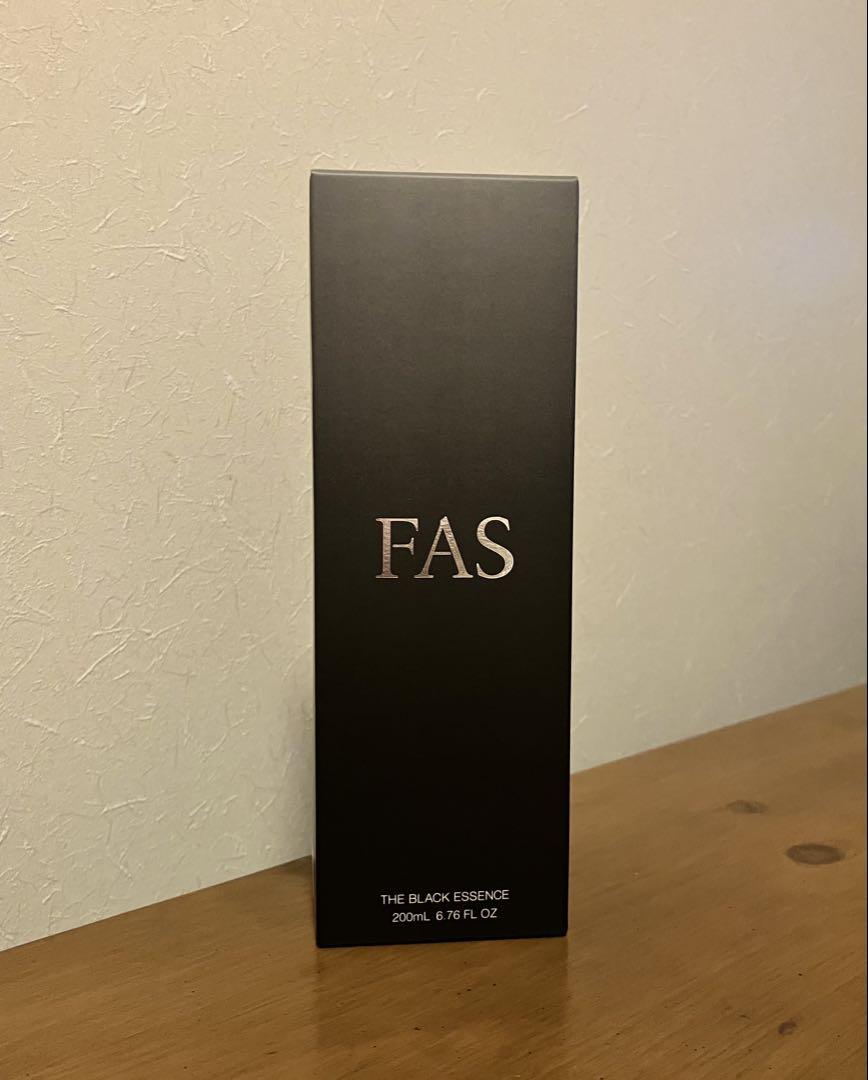 FAS
THE BLACK ESSENCE
200mL 6.76 FL OZ